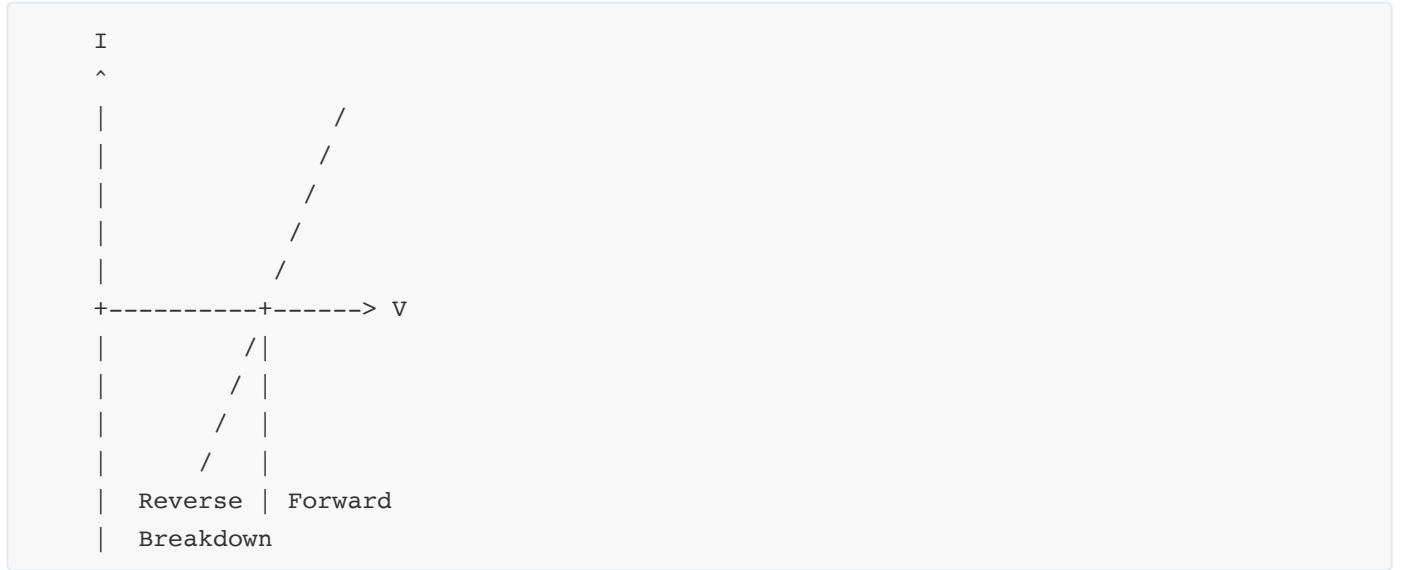 I
^
|               /
|              /
|             /
|            /
|           /
+----------+------> V
|         /|
|        / |
|       /  |
|      /   |
|  Reverse | Forward
|  Breakdown